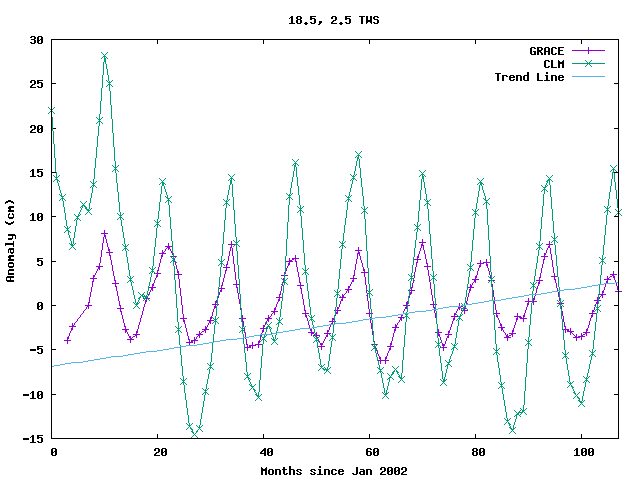 18.5, 2.5 TWS
GRACE
CLM
Trend Line
30
25
20
15
10
5
0
-5
-10
-15
Anomaly (cm)
0 20 40 60 80 100
Months since Jan 2002